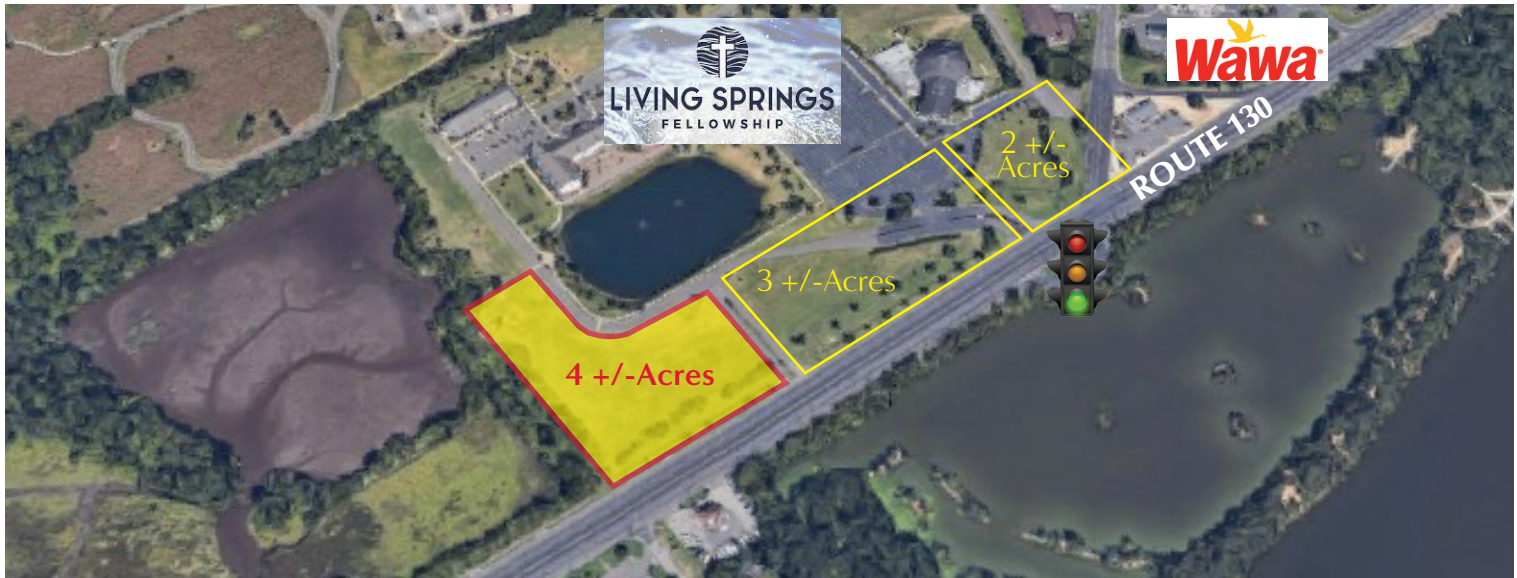 LIVING SPRINGS
FELLOWSHIP
Wawa®
ROUTE 130
2 +/-
Acres
3 +/-Acres
4 +/-Acres